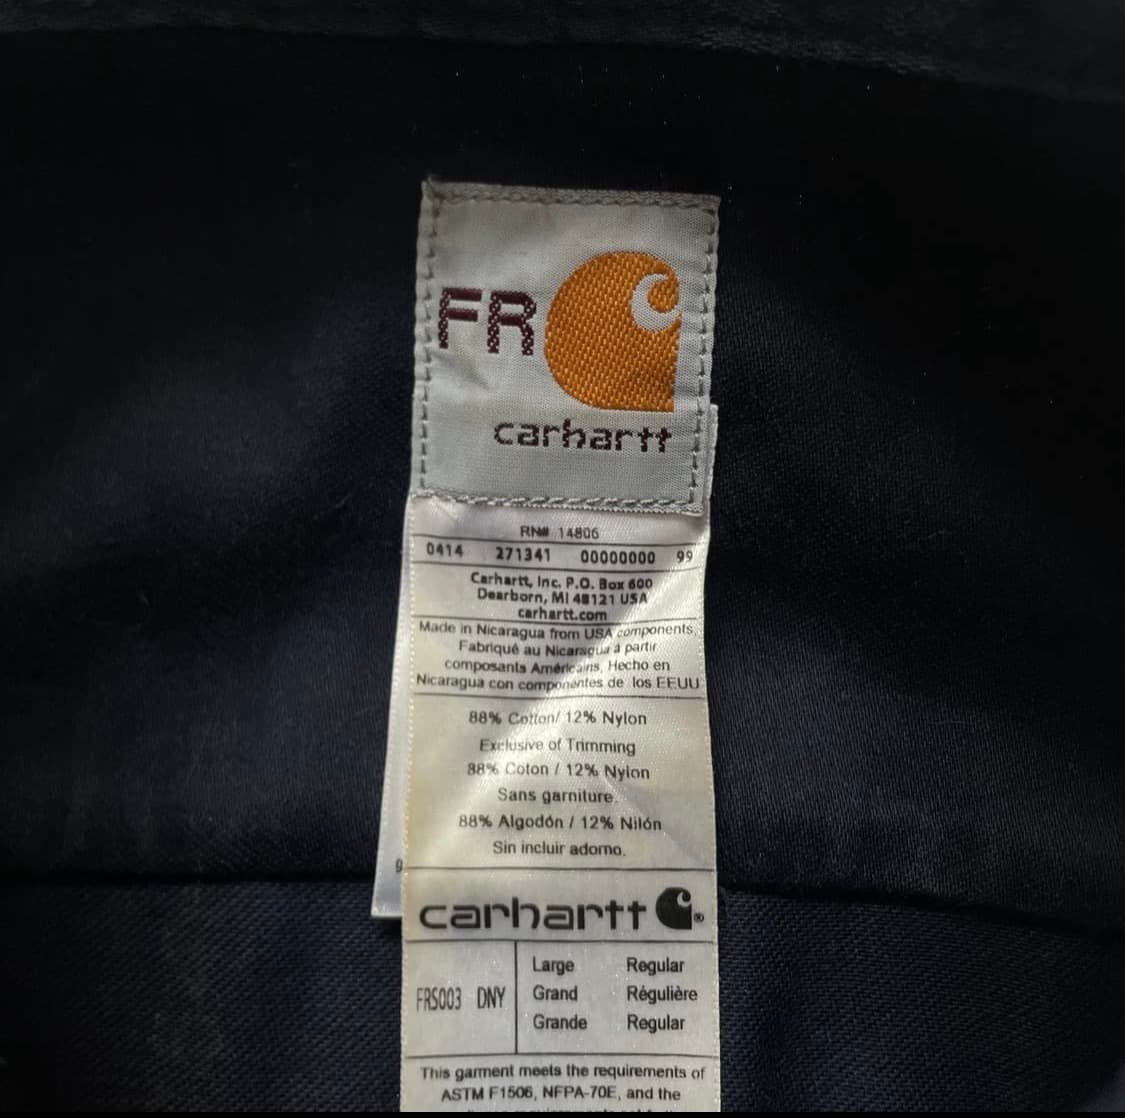 FR
carhartt
RN# 14806
0414 271341 00000000 99
Carhartt, Inc. P.O. Box 600
Dearborn, MI 48121 USA
carhartt.com
Made in Nicaragua from USA components,
Fabriqué au Nicaragua à partir
composants Américains, Hecho en
Nicaragua con componentes de los EEUU
88% Cotton/ 12% Nylon
Exclusive of Trimming
88% Coton / 12% Nylon
Sans garniture.
88% Algodón / 12% Nilón
Sin incluir adorno.
9
carhartt ®
FRS003 DNY
Large Regular
Grand Régulière
Grande Regular
This garment meets the requirements of
ASTM F1506, NFPA-70E, and the